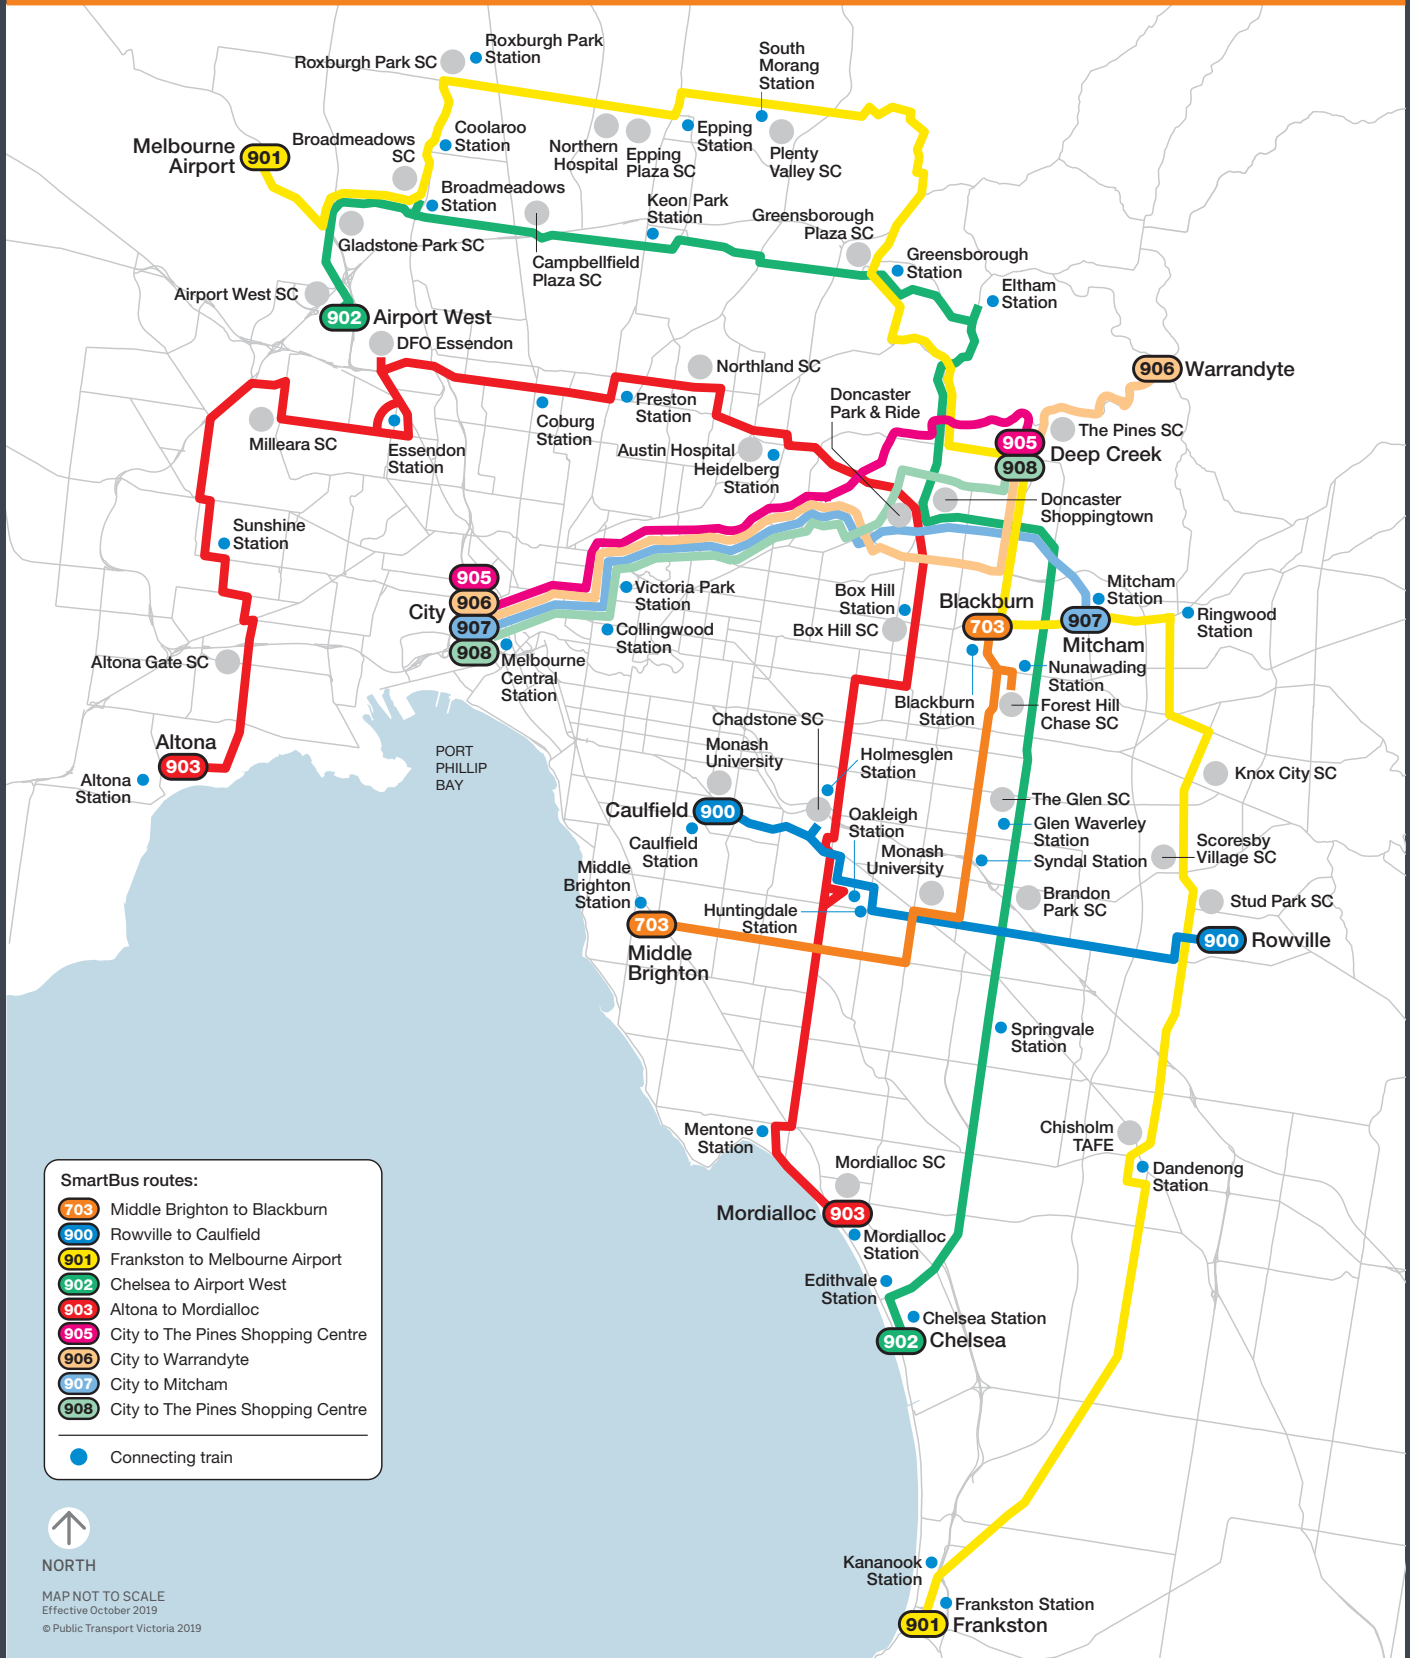 Roxburgh Park SC
Roxburgh Park
Station
South
Morang
Station
Melbourne
Airport
901
Broadmeadows
SC
Coolaroo
Station
Northern
Hospital
Epping
Plaza SC
Epping
Station
Plenty
Valley SC
Broadmeadows
Station
Keon Park
Station
Greensborough
Plaza SC
Gladstone Park SC
Campbellfield
Plaza SC
Greensborough
Station
Eltham
Station
Airport West SC
902
Airport West
DFO Essendon
Northland SC
906
Warrandyte
Doncaster
Park & Ride
Preston
Station
Coburg
Station
Milleara SC
Essendon
Station
Austin Hospital
Heidelberg
Station
The Pines SC
905
908
Deep Creek
Doncaster
Shoppingtown
Sunshine
Station
City
905
906
907
908
Victoria Park
Station
Collingwood
Station
Melbourne
Central
Station
Box Hill
Station
Box Hill SC
Blackburn
703
Mitcham
Station
907
Mitcham
Ringwood
Station
Nunawading
Station
Blackburn
Station
Forest Hill
Chase SC
Altona Gate SC
Altona
903
Altona
Station
PORT
PHILLIP
BAY
Chadstone SC
Monash
University
Holmesglen
Station
Knox City SC
Caulfield
900
Caulfield
Station
Oakleigh
Station
The Glen SC
Glen Waverley
Station
Syndal Station
Scoresby
Village SC
Monash
University
Middle
Brighton
Station
Huntingdale
Station
Brandon
Park SC
Stud Park SC
703
Middle
Brighton
900
Rowville
Springvale
Station
Mentone
Station
Chisholm
TAFE
Dandenong
Station
Mordialloc SC
Mordialloc
903
Mordialloc
Station
Edithvale
Station
Chelsea Station
902
Chelsea
SmartBus routes:
703 Middle Brighton to Blackburn
900 Rowville to Caulfield
901 Frankston to Melbourne Airport
902 Chelsea to Airport West
903 Altona to Mordialloc
905 City to The Pines Shopping Centre
906 City to Warrandyte
907 City to Mitcham
908 City to The Pines Shopping Centre
Connecting train
NORTH
MAP NOT TO SCALE
Effective October 2019
© Public Transport Victoria 2019
Kananook
Station
Frankston Station
901
Frankston